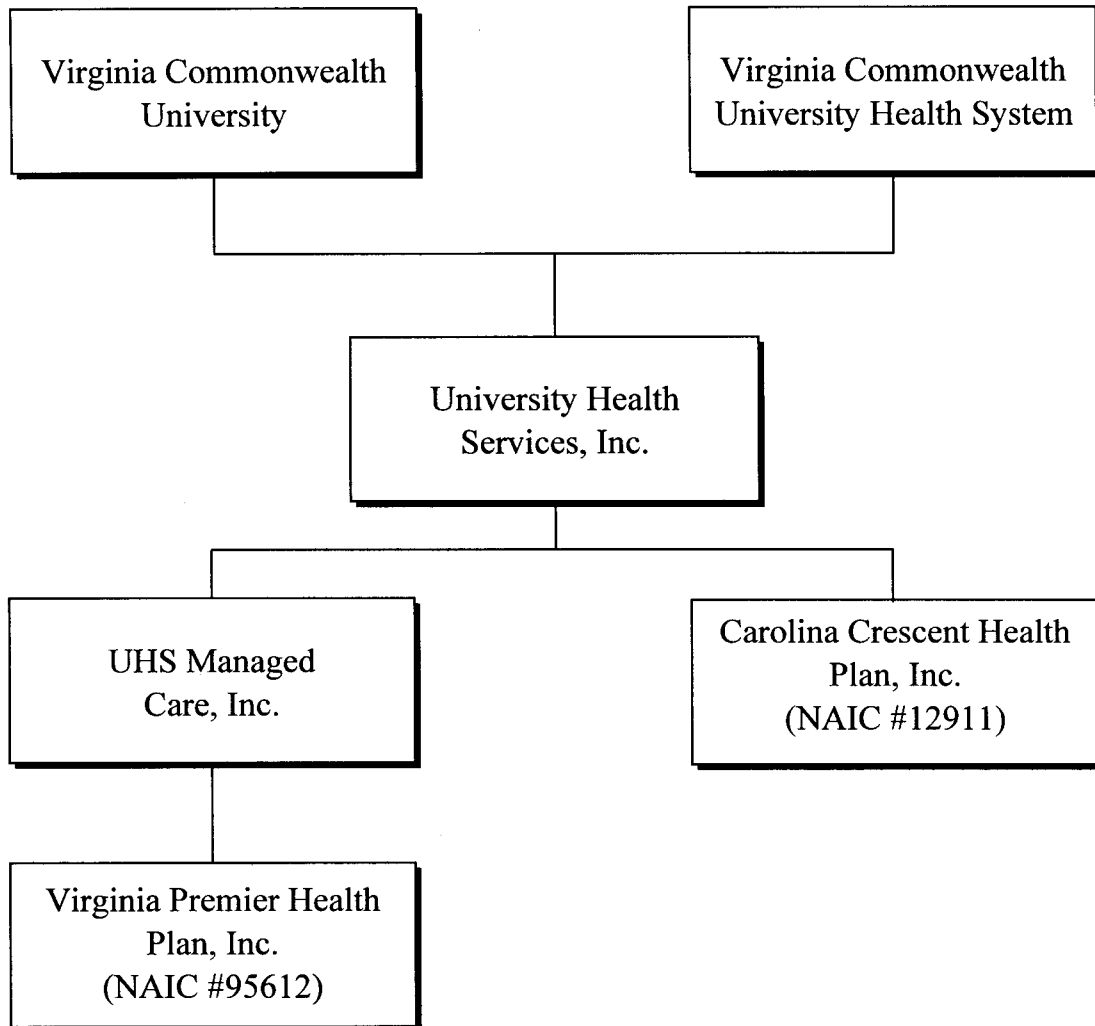 Virginia Commonwealth
University
Virginia Commonwealth
University Health System
University Health
Services, Inc.
UHS Managed
Care, Inc.
Carolina Crescent Health
Plan, Inc.
(NAIC #12911)
Virginia Premier Health
Plan, Inc.
(NAIC #95612)